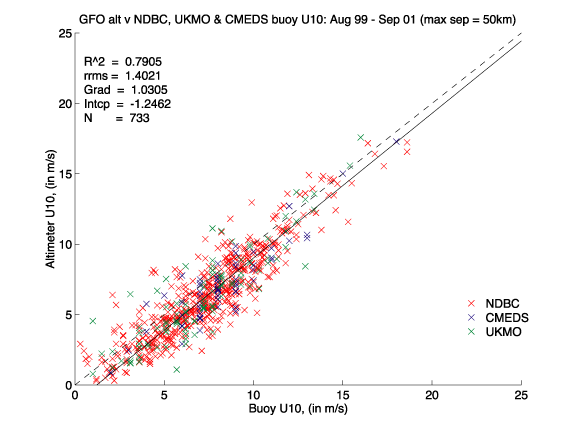 GFO alt v NDBC, UKMO & CMEDS buoy U10: Aug 99 - Sep 01 (max sep = 50km)
R^2 = 0.7905
rrms = 1.4021
Grad = 1.0305
Intcp = -1.2462
N = 733
25
20
15
10
5
0
Altimeter U10, (in m/s)
NDBC
CMEDS
UKMO
0 5 10 15 20 25
Buoy U10, (in m/s)